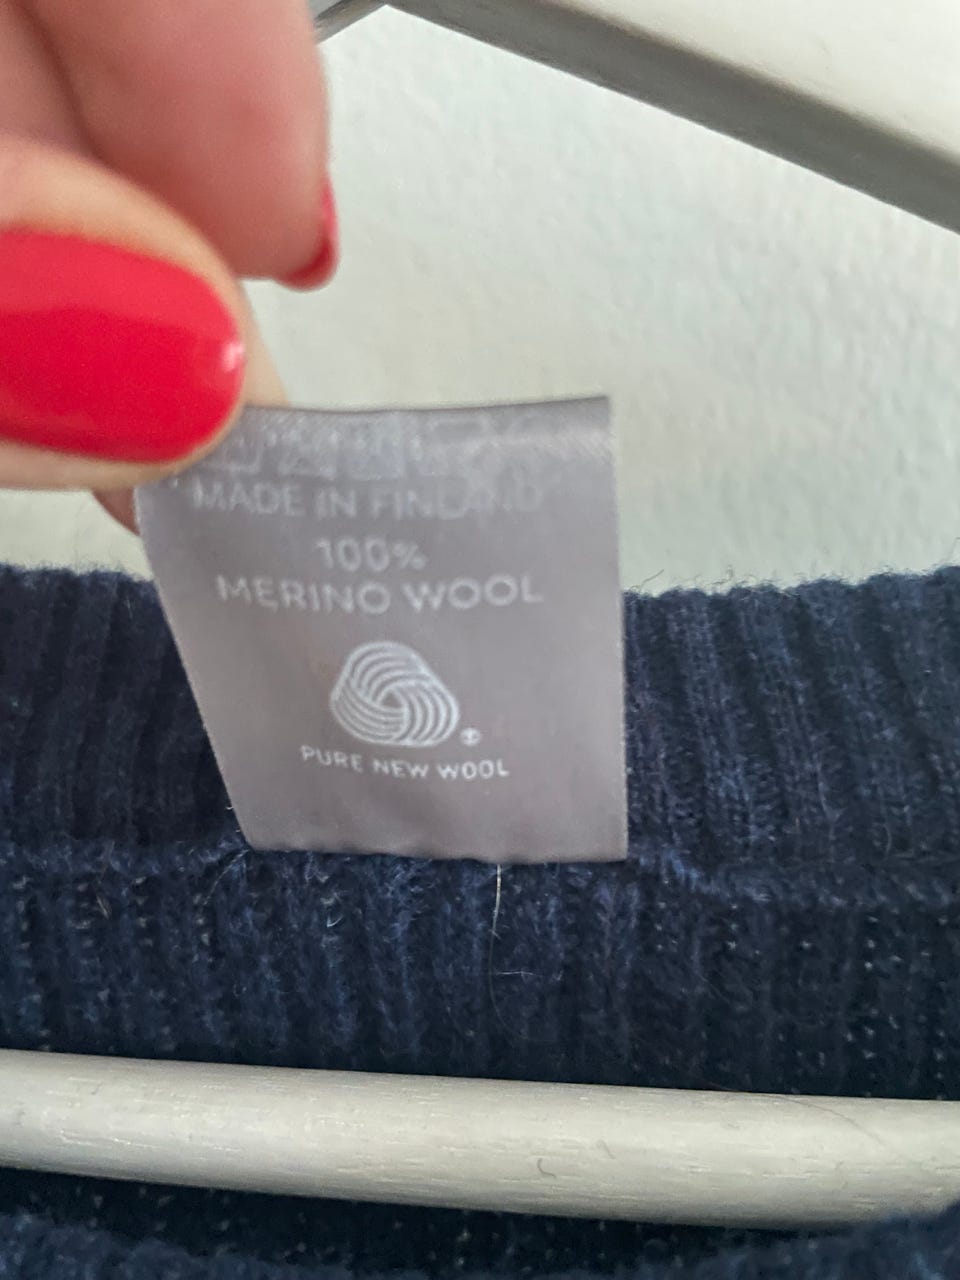 MADE IN FINLAND
100%
MERINO WOOL
PURE NEW WOOL